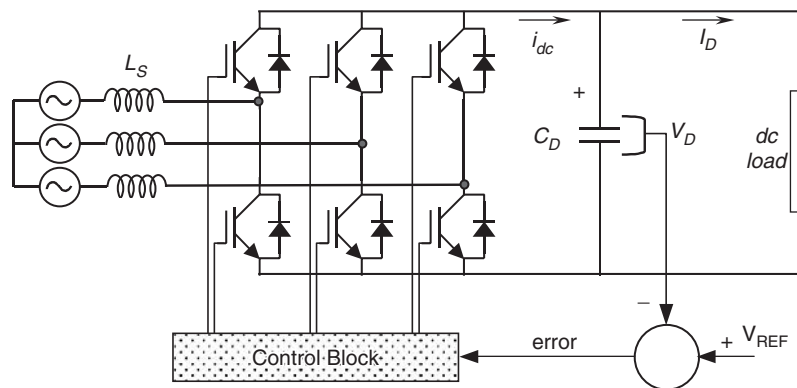 i_dc
I_D
L_S
+
C_D
V_D
dc
load
−
+ V_REF
error
Control Block